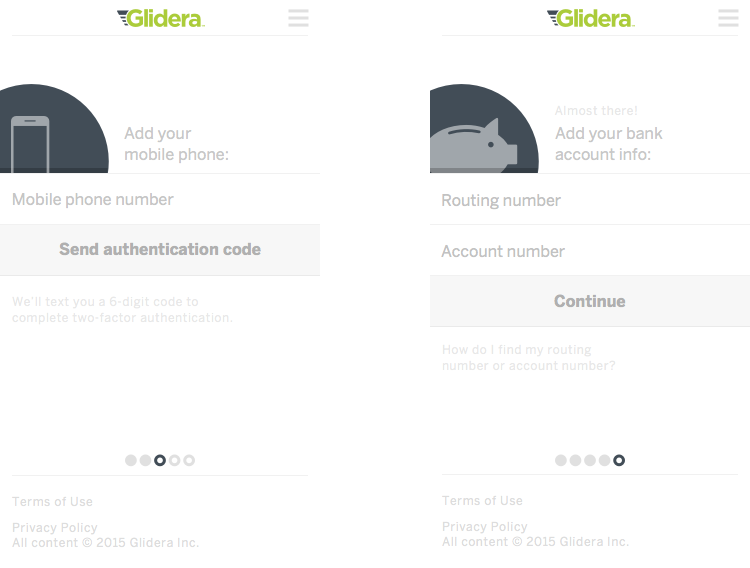 Glidera
Add your
mobile phone:
Mobile phone number
Send authentication code
We'll text you a 6-digit code to
complete two-factor authentication.
Terms of Use
Privacy Policy
All content © 2015 Glidera Inc.
Glidera
Almost there!
Add your bank
account info:
Routing number
Account number
Continue
How do I find my routing
number or account number?
Terms of Use
Privacy Policy
All content © 2015 Glidera Inc.